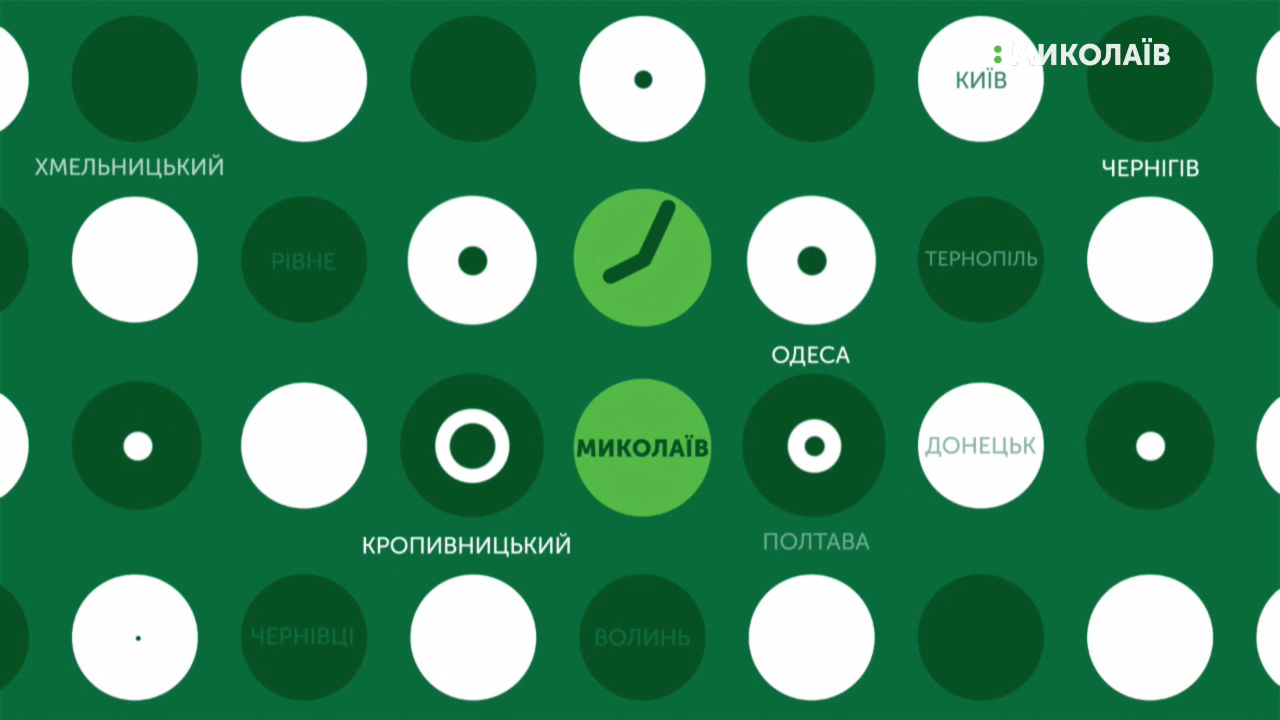 :МИКОЛАЇВ
КИЇВ
ХМЕЛЬНИЦЬКИЙ
ЧЕРНІГІВ
РІВНЕ
ТЕРНОПІЛЬ
ОДЕСА
МИКОЛАЇВ
ДОНЕЦЬК
КРОПИВНИЦЬКИЙ
ПОЛТАВА
ЧЕРНІВЦІ
ВОЛИНЬ